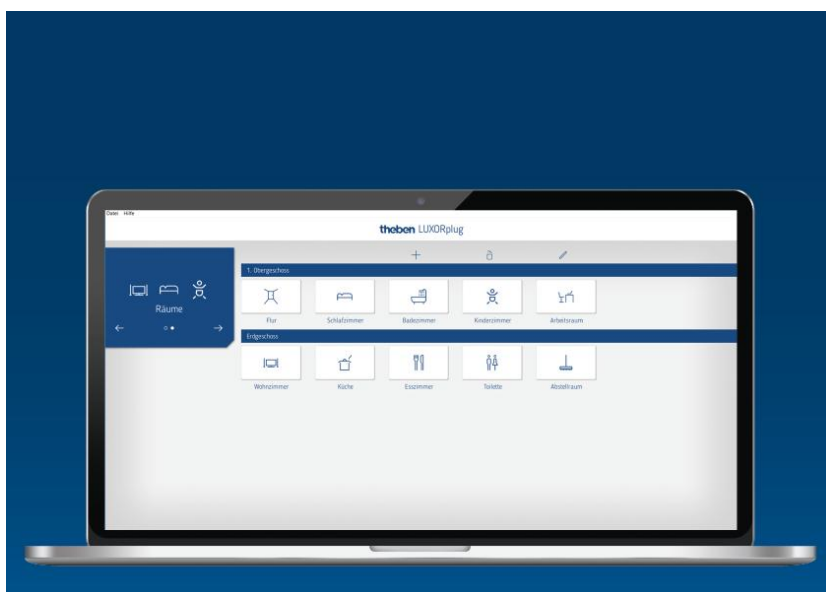 Datei Hilfe
theben LUXORplug
1. Obergeschoss
Räume
Flur Schlafzimmer Badezimmer Kinderzimmer Arbeitsraum
Erdgeschoss
Wohnzimmer Küche Esszimmer Toilette Abstellraum